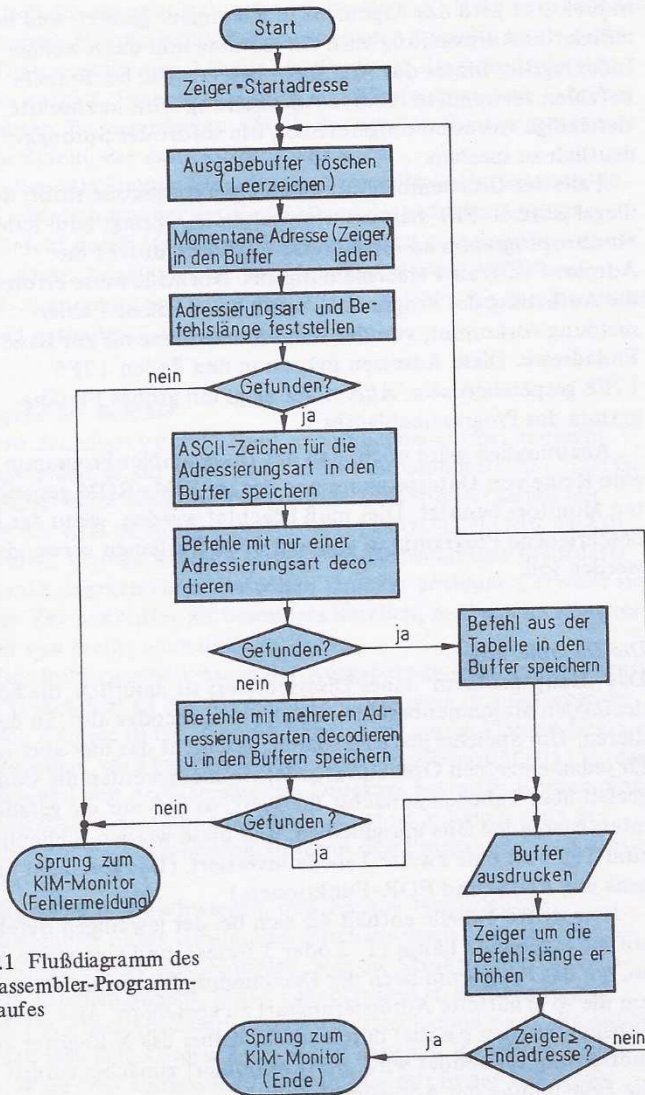 Start
Zeiger=Startadresse
Ausgabebuffer löschen
(Leerzeichen)
Momentane Adresse (Zeiger)
in den Buffer laden
Adressierungsart und Be-
fehlslänge feststellen
nein
Gefunden?
ja
ASCII-Zeichen für die
Adressierungsart in den
Buffer speichern
Befehle mit nur einer
Adressierungsart deco-
dieren
Gefunden?
ja
Befehl aus der
Tabelle in den
Buffer speichern
nein
Befehle mit mehreren Ad-
ressierungsarten decodieren
u. in den Buffern speichern
nein
Gefunden?
ja
Sprung zum
KIM-Monitor
(Fehlermeldung)
Buffer
ausdrucken
.1 Flußdiagramm des
assembler-Programm-
aufes
Zeiger um die
Befehlslänge er-
höhen
Sprung zum
KIM-Monitor
(Ende)
ja
Zeiger≥
Endadresse?
nein